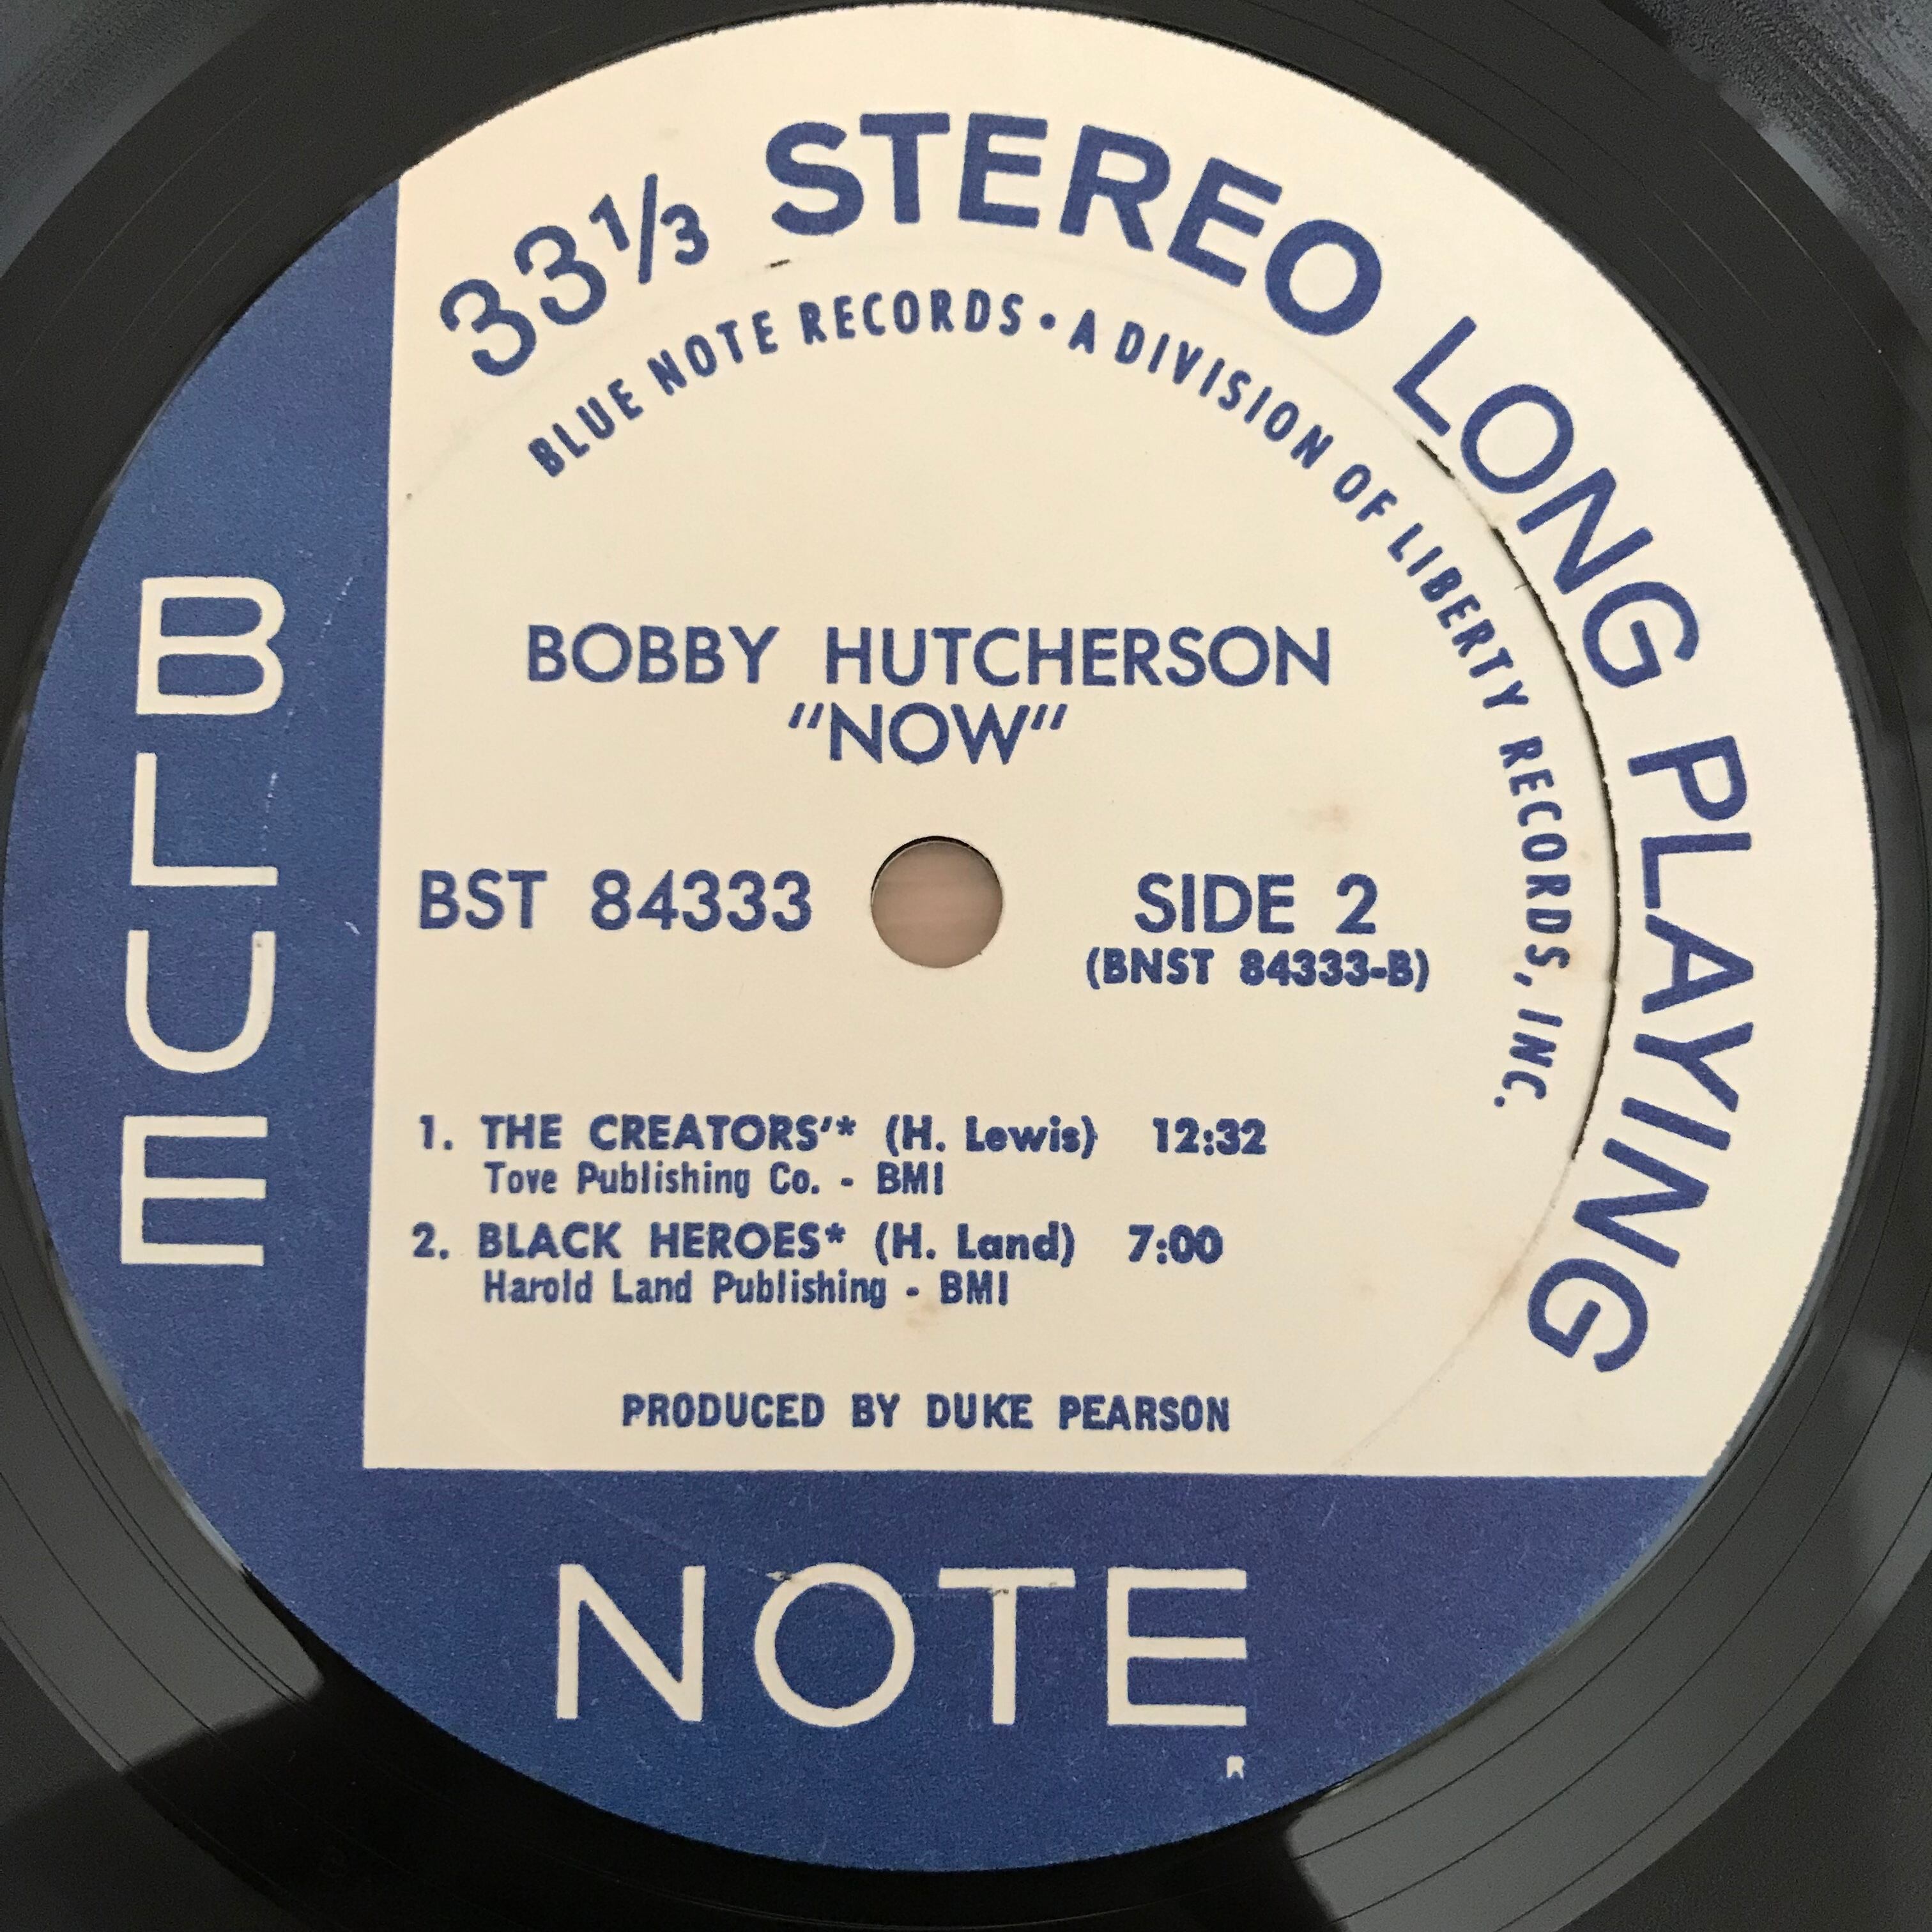 33⅓ STEREO LONG PLAYING
BLUE NOTE RECORDS • A DIVISION OF LIBERTY RECORDS, INC.
BOBBY HUTCHERSON
"NOW"
BST 84333
SIDE 2
(BNST 84333-B)
1. THE CREATORS'* (H. Lewis) 12:32
Tove Publishing Co. - BMI
2. BLACK HEROES* (H. Land) 7:00
Harold Land Publishing - BMI
PRODUCED BY DUKE PEARSON
BLUE
NOTE
R